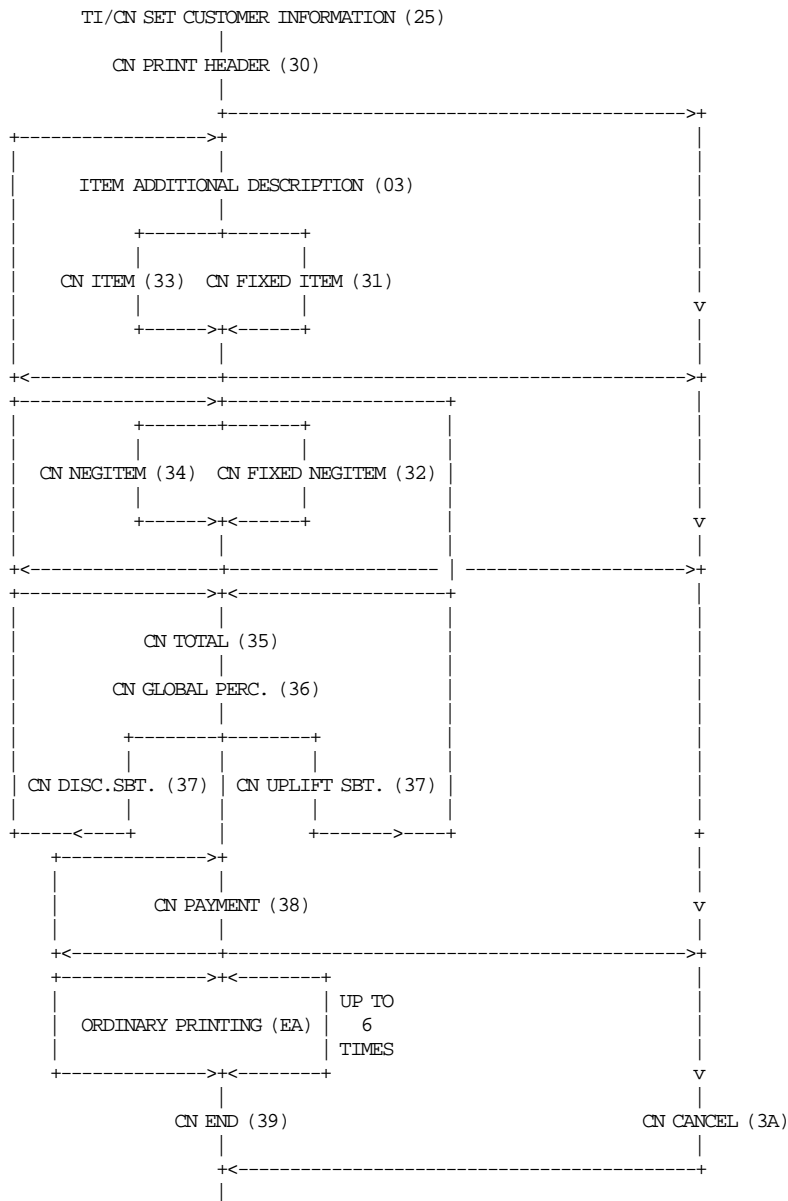 TI/CN SET CUSTOMER INFORMATION (25)
CN PRINT HEADER (30)
ITEM ADDITIONAL DESCRIPTION (03)
CN ITEM (33) CN FIXED ITEM (31)
v
CN NEGITEM (34) CN FIXED NEGITEM (32)
v
CN TOTAL (35)
CN GLOBAL PERC. (36)
CN DISC.SBT. (37) CN UPLIFT SBT. (37)
CN PAYMENT (38) v
UP TO
ORDINARY PRINTING (EA) 6
TIMES
v
CN END (39) CN CANCEL (3A)